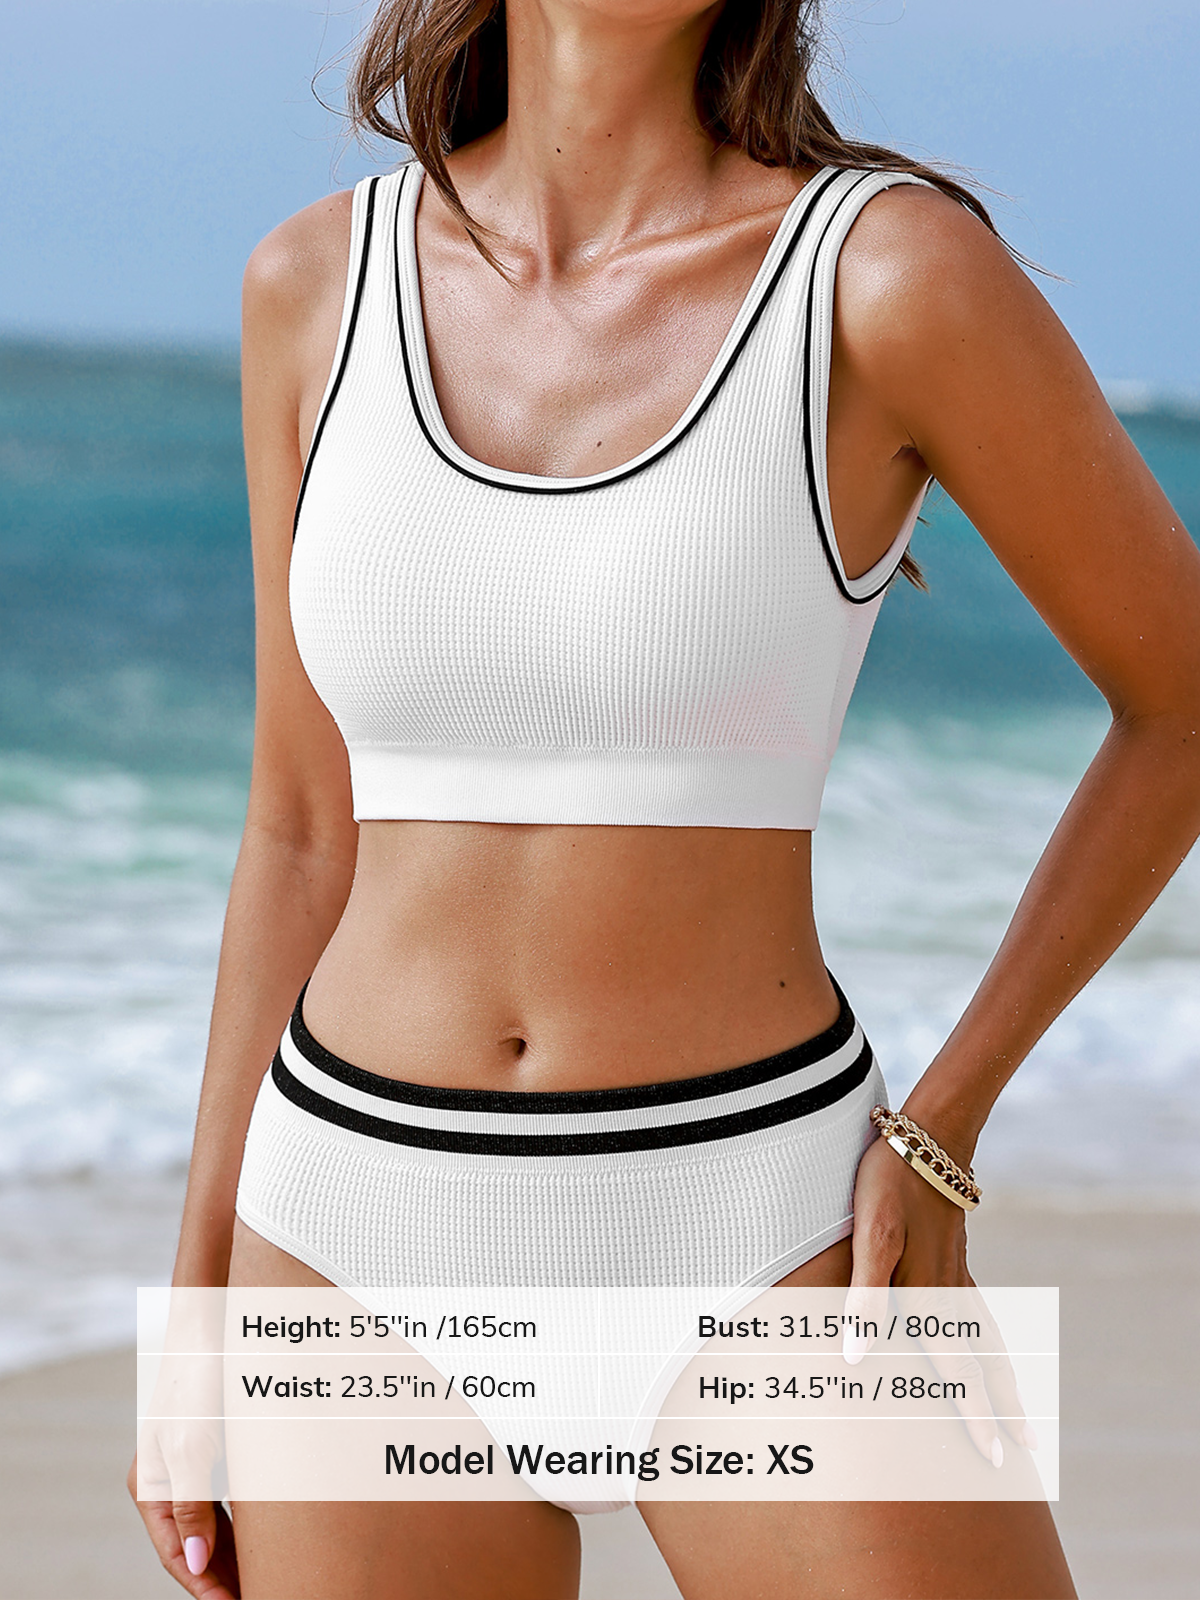 Height: 5'5''in /165cm
Bust: 31.5''in / 80cm
Waist: 23.5''in / 60cm
Hip: 34.5''in / 88cm
Model Wearing Size: XS